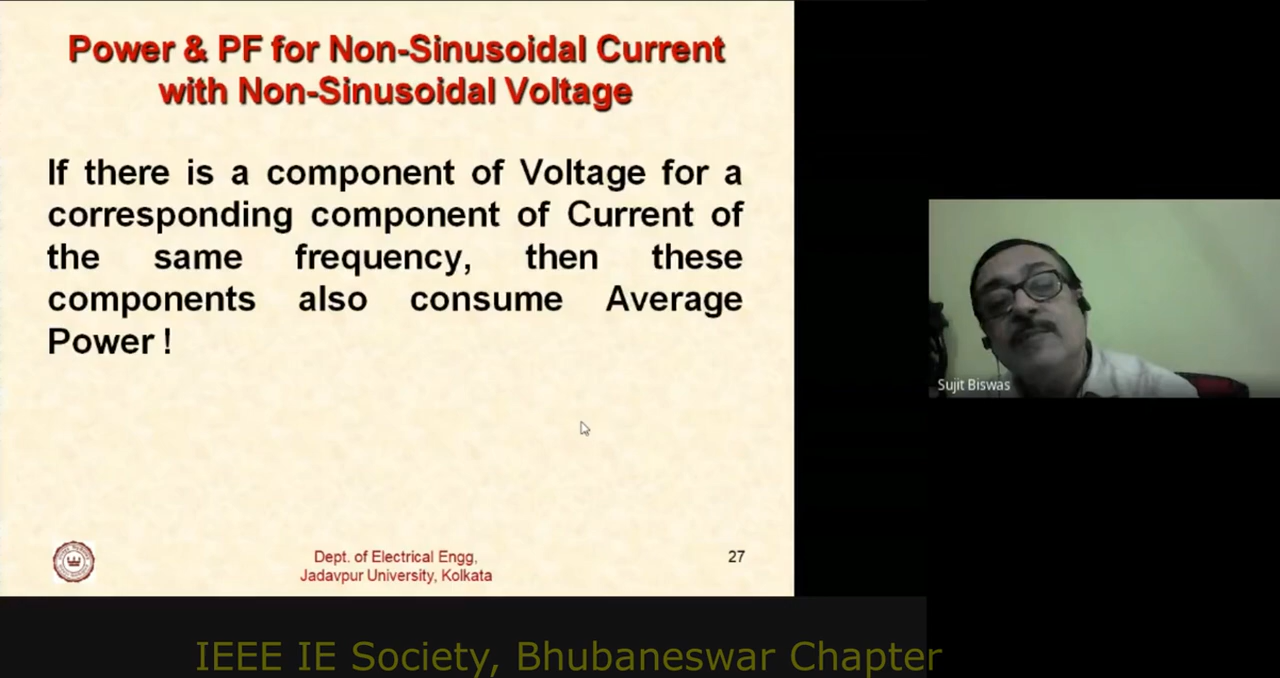 Power & PF for Non-Sinusoidal Current
with Non-Sinusoidal Voltage
If there is a component of Voltage for a
corresponding component of Current of
the same frequency, then these
components also consume Average
Power !
Sujit Biswas
Dept. of Electrical Engg,
Jadavpur University, Kolkata
27
IEEE IE Society, Bhubaneswar Chapter